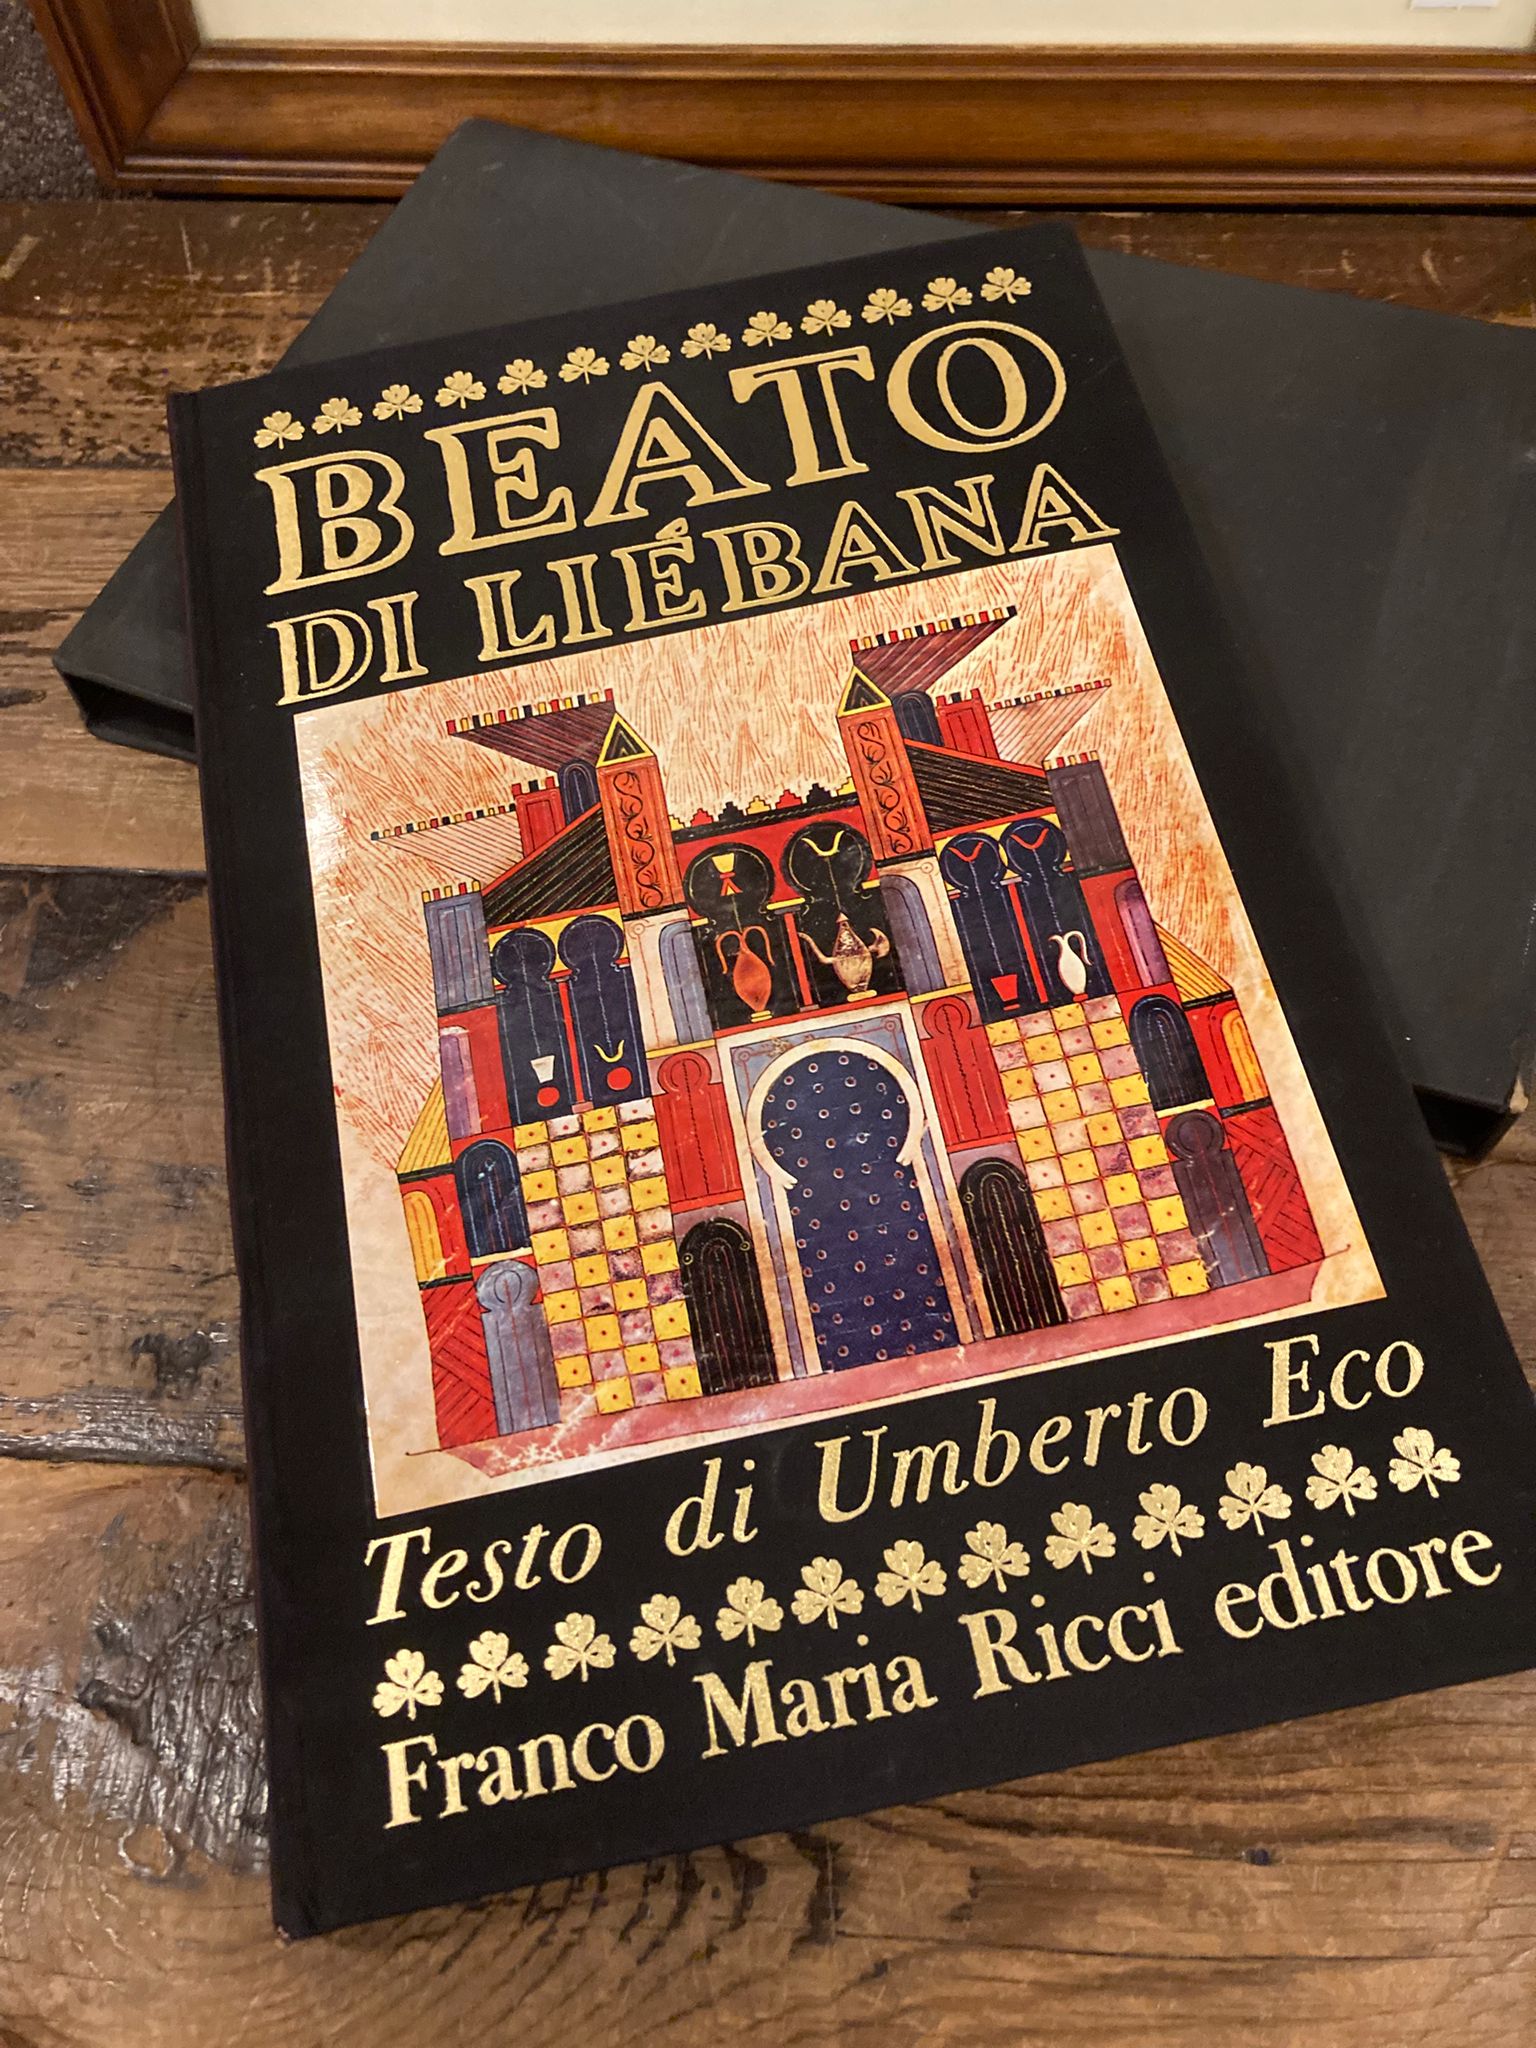 BEATO
DI LIÉBANA
Testo di Umberto Eco
Franco Maria Ricci editore